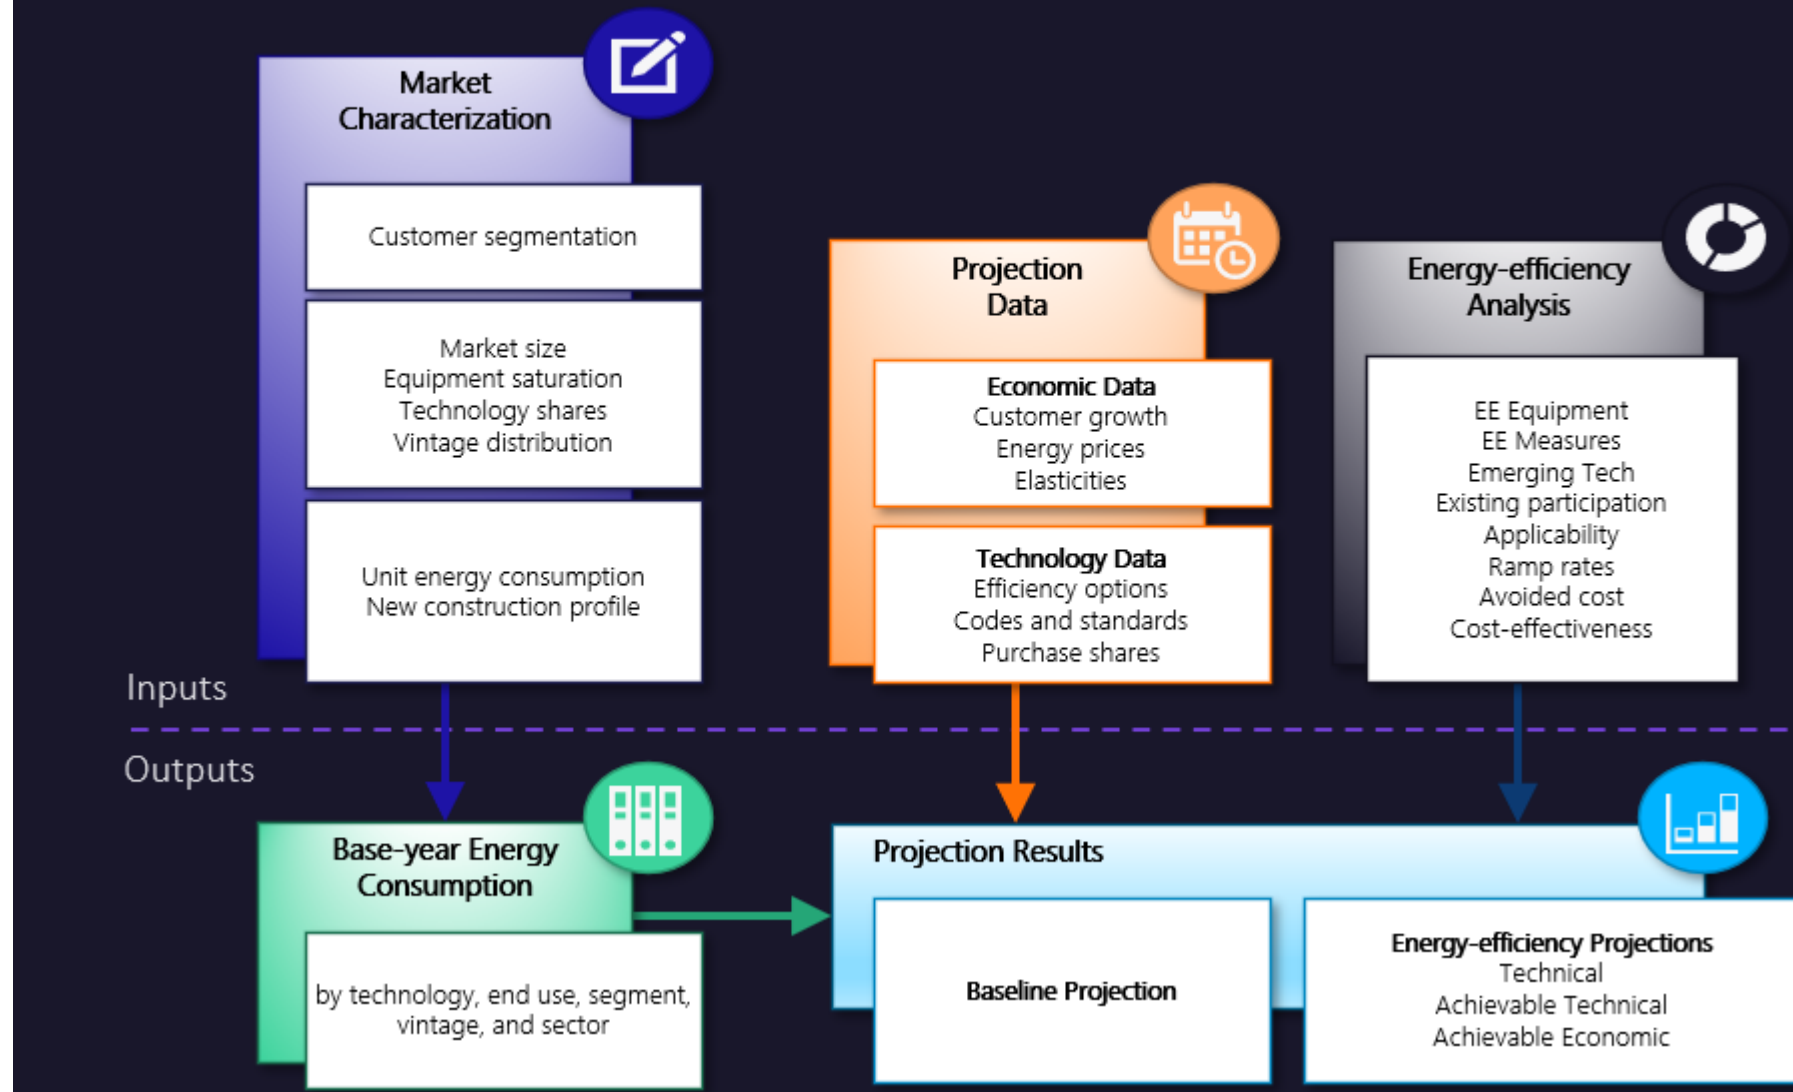 Market
Characterization
Customer segmentation
Market size
Equipment saturation
Technology shares
Vintage distribution
Unit energy consumption
New construction profile
Projection
Data
Economic Data
Customer growth
Energy prices
Elasticities
Technology Data
Efficiency options
Codes and standards
Purchase shares
Energy-efficiency
Analysis
EE Equipment
EE Measures
Emerging Tech
Existing participation
Applicability
Ramp rates
Avoided cost
Cost-effectiveness
Inputs
Outputs
Base-year Energy
Consumption
by technology, end use, segment,
vintage, and sector
Projection Results
Baseline Projection
Energy-efficiency Projections
Technical
Achievable Technical
Achievable Economic